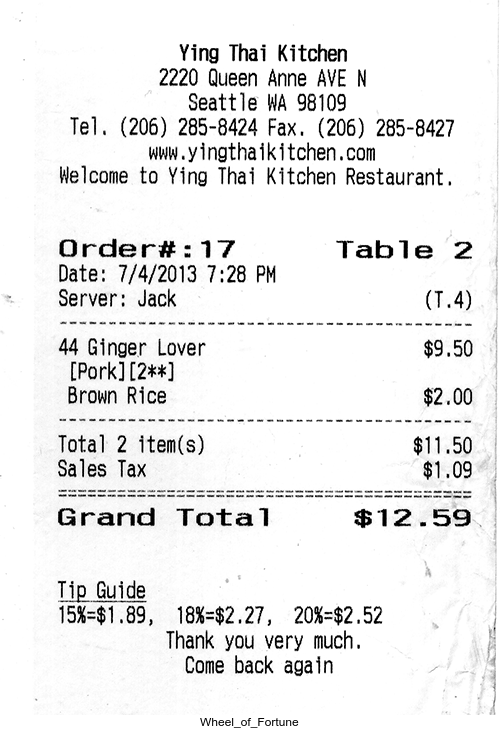 Ying Thai Kitchen
2220 Queen Anne AVE N
Seattle WA 98109
Tel. (206) 285-8424 Fax. (206) 285-8427
www.yingthaikitchen.com
Welcome to Ying Thai Kitchen Restaurant.
Order#:17 Table 2
Date: 7/4/2013 7:28 PM
Server: Jack (T.4)
44 Ginger Lover $9.50
[Pork][2**]
Brown Rice $2.00
Total 2 item(s) $11.50
Sales Tax $1.09
Grand Total $12.59
Tip Guide
15%=$1.89, 18%=$2.27, 20%=$2.52
Thank you very much.
Come back again
Wheel_of_Fortune